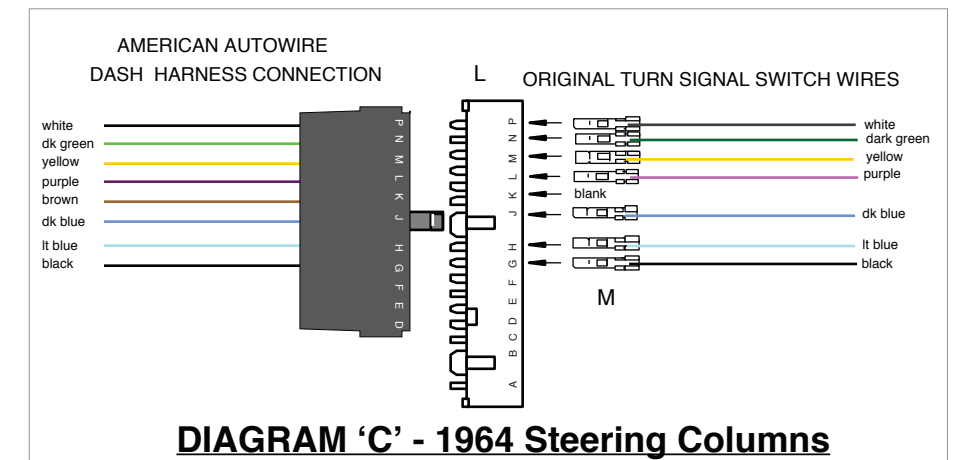 AMERICAN AUTOWIRE
DASH HARNESS CONNECTION
L
ORIGINAL TURN SIGNAL SWITCH WIRES
white
dk green
yellow
purple
brown
dk blue
lt blue
black
P
N
M
L
K
J
H
G
F
E
D
P
N
M
L
K
J
H
G
F
E
D
C
B
A
blank
M
white
dark green
yellow
purple
dk blue
lt blue
black
DIAGRAM ‘C’ - 1964 Steering Columns